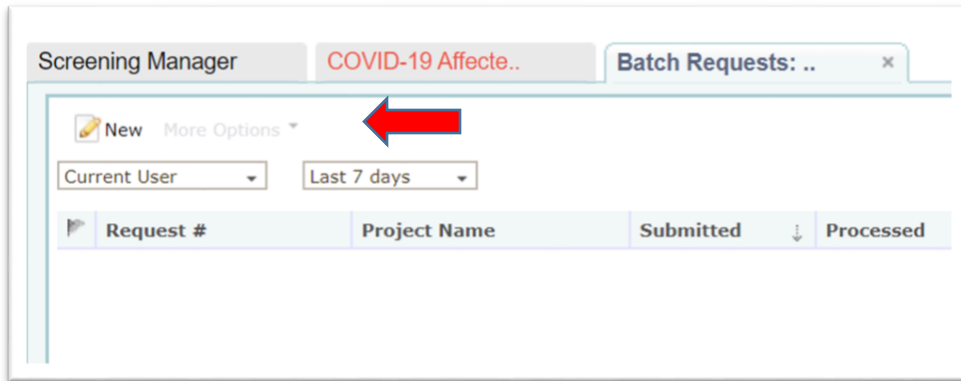 Screening Manager COVID-19 Affecte.. Batch Requests: .. ×
New More Options
Current User Last 7 days
Request # Project Name Submitted Processed